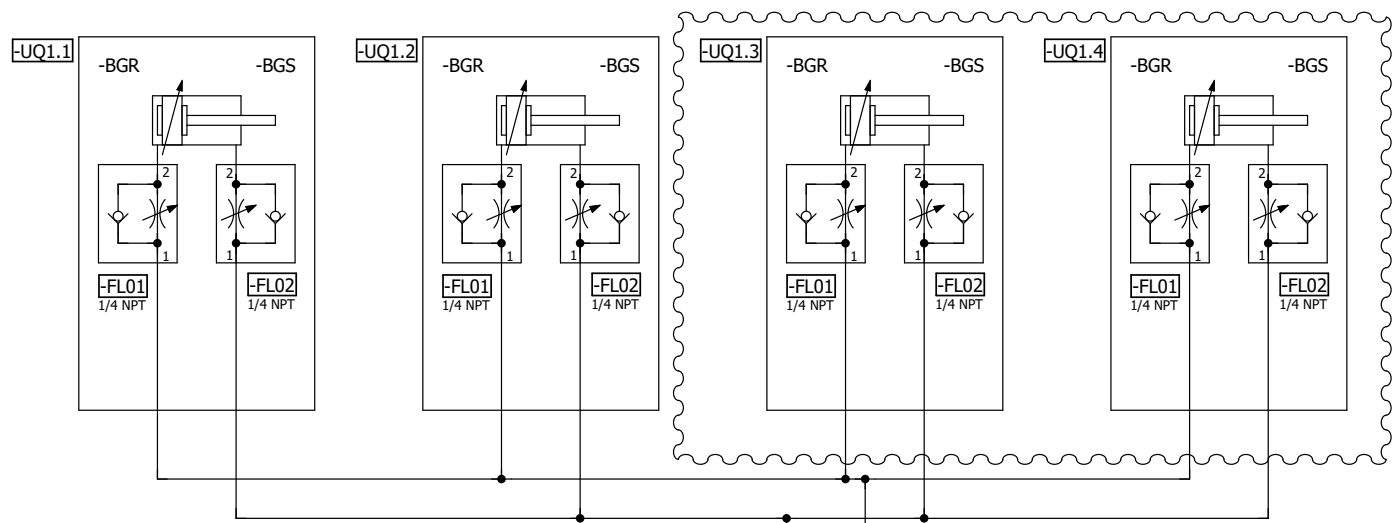 -UQ1.1
-BGR
-BGS
2
2
1
1
-FL01
1/4 NPT
-FL02
1/4 NPT
-UQ1.2
-BGR
-BGS
2
2
1
1
-FL01
1/4 NPT
-FL02
1/4 NPT
-UQ1.3
-BGR
-BGS
2
2
1
1
-FL01
1/4 NPT
-FL02
1/4 NPT
-UQ1.4
-BGR
-BGS
2
2
1
1
-FL01
1/4 NPT
-FL02
1/4 NPT